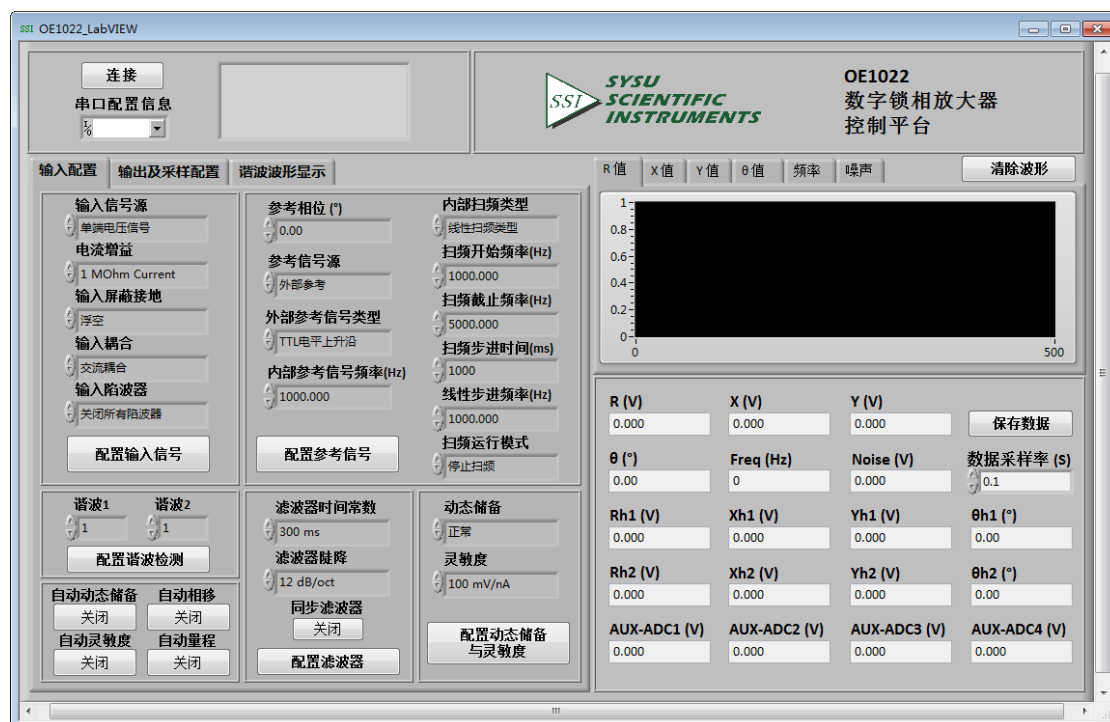 SSI OE1022_LabVIEW
连接
串口配置信息
SSI
SYSU
SCIENTIFIC
INSTRUMENTS
OE1022
数字锁相放大器
控制平台
输入配置 输出及采样配置 谐波波形显示
输入信号源
单端电压信号
电流增益
1 MOhm Current
输入屏蔽接地
浮空
输入耦合
交流耦合
输入陷波器
关闭所有陷波器
配置输入信号
参考相位 (°)
0.00
参考信号源
外部参考
外部参考信号类型
TTL电平上升沿
内部参考信号频率(Hz)
1000.000
配置参考信号
内部扫频类型
线性扫频类型
扫频开始频率(Hz)
1000.000
扫频截止频率(Hz)
5000.000
扫频步进时间(ms)
1000
线性步进频率(Hz)
1000.000
扫频运行模式
停止扫频
谐波1 谐波2
1 1
配置谐波检测
自动动态储备 自动相移
关闭 关闭
自动灵敏度 自动量程
关闭 关闭
滤波器时间常数
300 ms
滤波器陡降
12 dB/oct
同步滤波器
关闭
配置滤波器
动态储备
正常
灵敏度
100 mV/nA
配置动态储备
与灵敏度
R 值 X 值 Y 值 θ 值 频率 噪声 清除波形
1
0.8
0.6
0.4
0.2
0
0 500
R (V) X (V) Y (V)
0.000 0.000 0.000 保存数据
θ (°) Freq (Hz) Noise (V) 数据采样率 (S)
0.00 0 0.000 0.1
Rh1 (V) Xh1 (V) Yh1 (V) θh1 (°)
0.000 0.000 0.000 0.00
Rh2 (V) Xh2 (V) Yh2 (V) θh2 (°)
0.000 0.000 0.000 0.00
AUX-ADC1 (V) AUX-ADC2 (V) AUX-ADC3 (V) AUX-ADC4 (V)
0.000 0.000 0.000 0.000